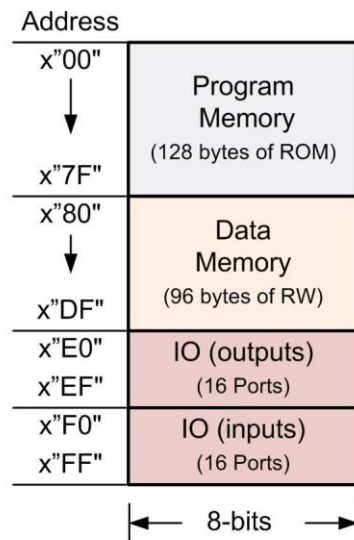 Address
x"00"
x"7F"
Program
Memory
(128 bytes of ROM)
x"80"
x"DF"
Data
Memory
(96 bytes of RW)
x"E0"
x"EF"
IO (outputs)
(16 Ports)
x"F0"
x"FF"
IO (inputs)
(16 Ports)
8-bits